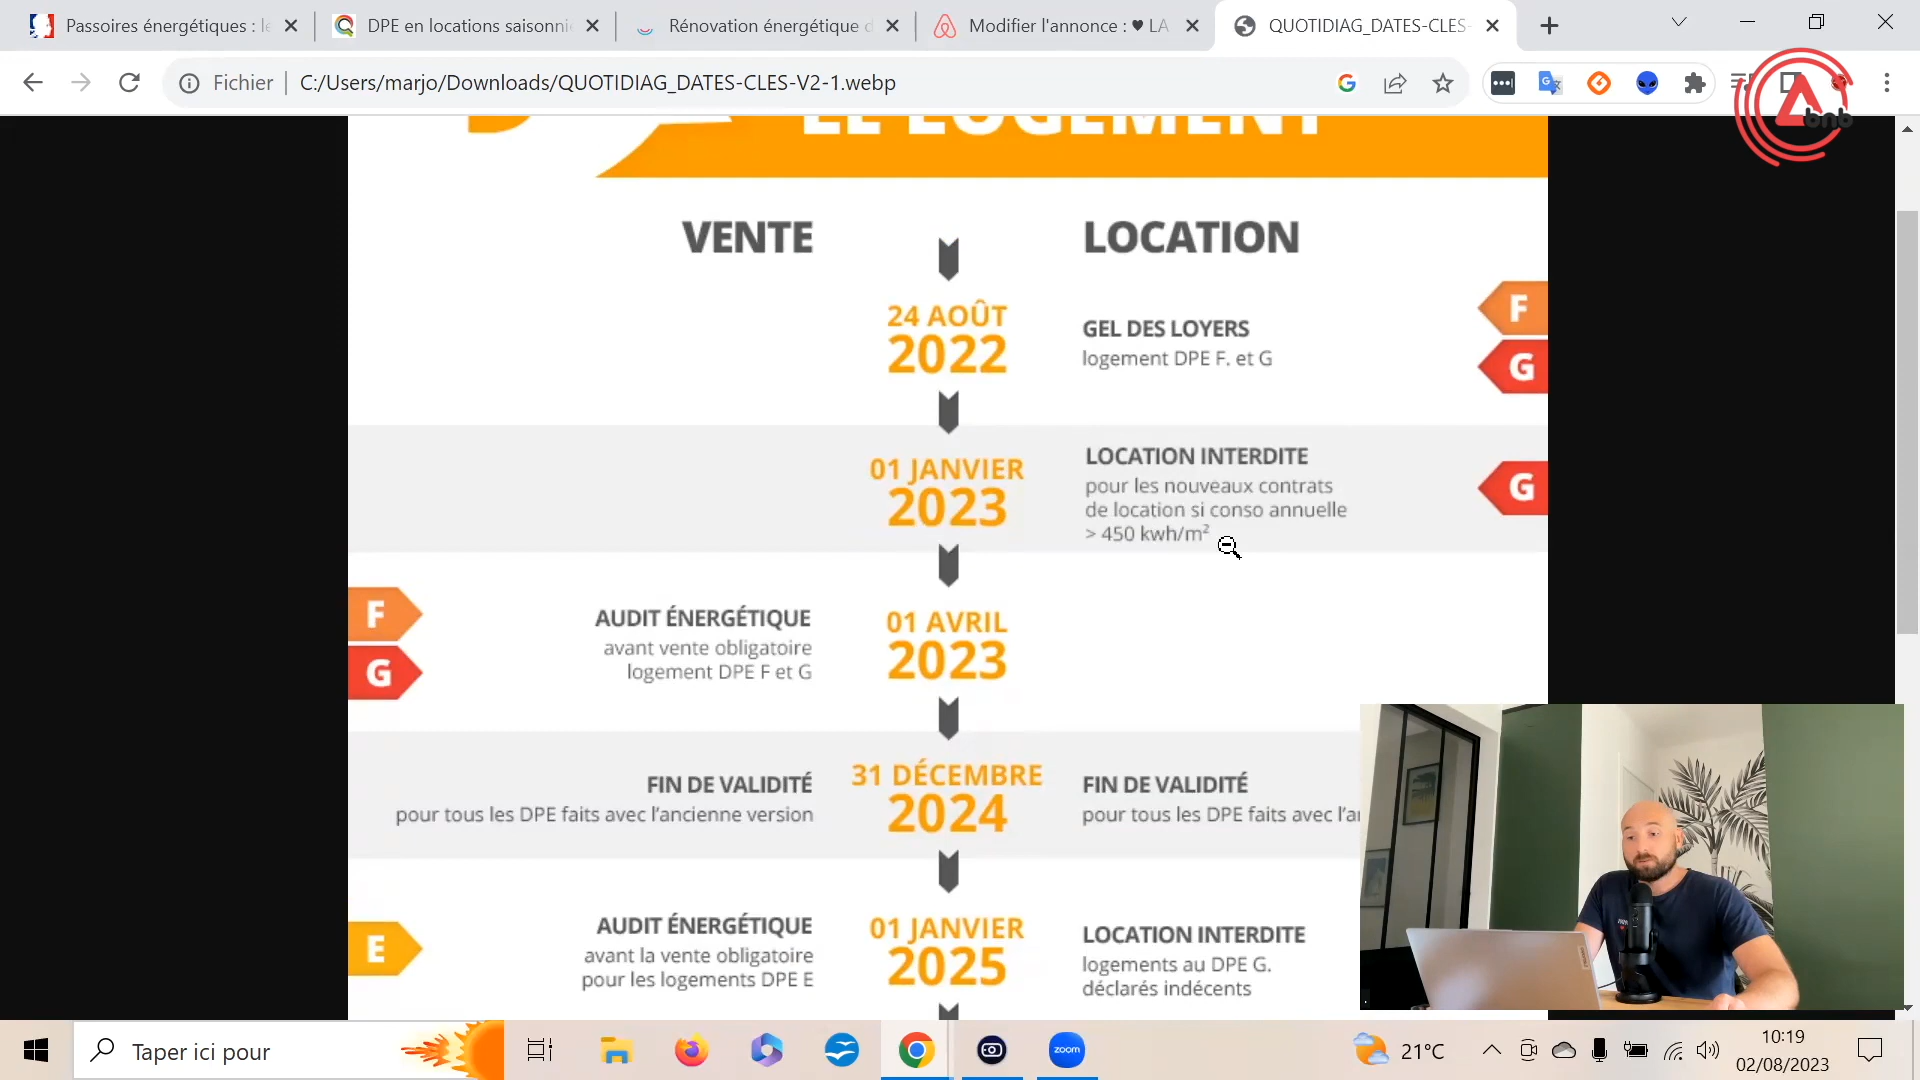 Passoires énergétiques : le
DPE en locations saisonni
Rénovation énergétique d
Modifier l'annonce : ♥ LA
QUOTIDIAG_DATES-CLES-
Fichier
C:/Users/marjo/Downloads/QUOTIDIAG_DATES-CLES-V2-1.webp
bnb
LE LOGEMENT
VENTE
LOCATION
24 AOÛT
2022
GEL DES LOYERS
logement DPE F. et G
F
G
01 JANVIER
2023
LOCATION INTERDITE
pour les nouveaux contrats
de location si conso annuelle
> 450 kwh/m²
G
F
G
AUDIT ÉNERGÉTIQUE
avant vente obligatoire
logement DPE F et G
01 AVRIL
2023
FIN DE VALIDITÉ
pour tous les DPE faits avec l'ancienne version
31 DÉCEMBRE
2024
FIN DE VALIDITÉ
pour tous les DPE faits avec l'a
E
AUDIT ÉNERGÉTIQUE
avant la vente obligatoire
pour les logements DPE E
01 JANVIER
2025
LOCATION INTERDITE
logements au DPE G.
déclarés indécents
Taper ici pour
zoom
21°C
10:19
02/08/2023